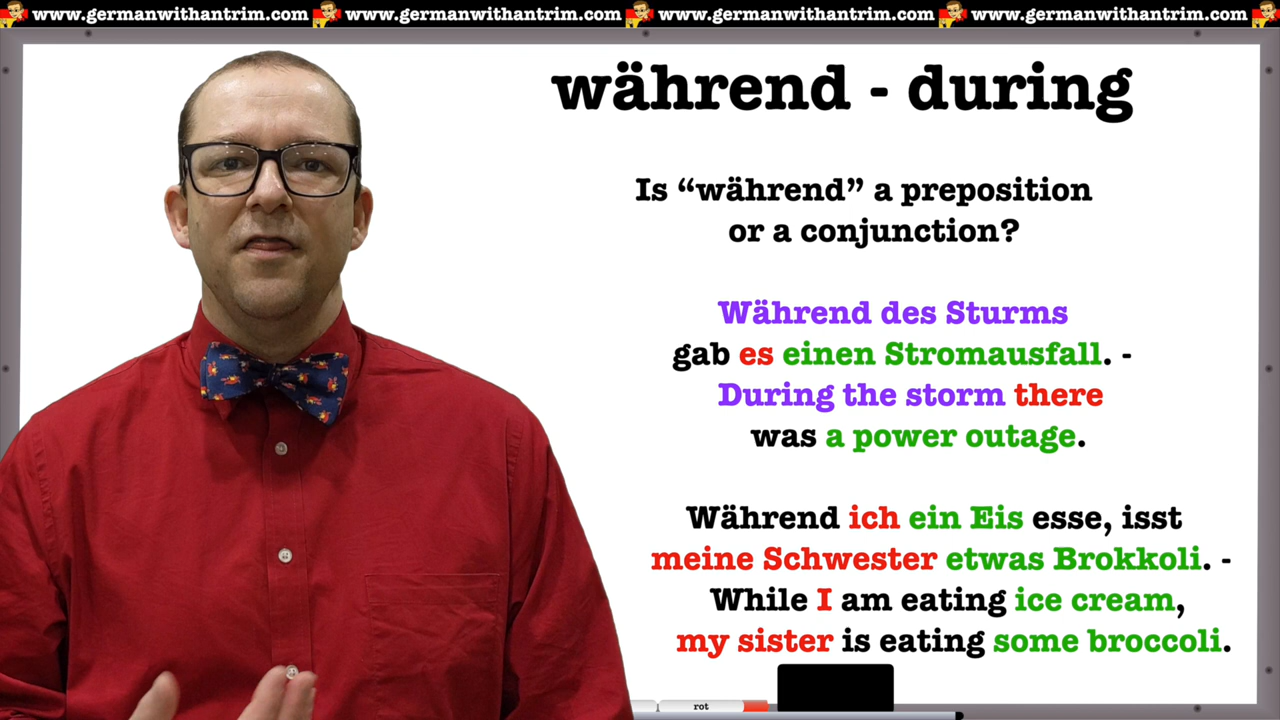 www.germanwithantrim.com www.germanwithantrim.com www.germanwithantrim.com www.germanwithantrim.com
während - during
Is “während” a preposition
or a conjunction?
Während des Sturms
gab es einen Stromausfall. -
During the storm there
was a power outage.
Während ich ein Eis esse, isst
meine Schwester etwas Brokkoli. -
While I am eating ice cream,
my sister is eating some broccoli.
rot